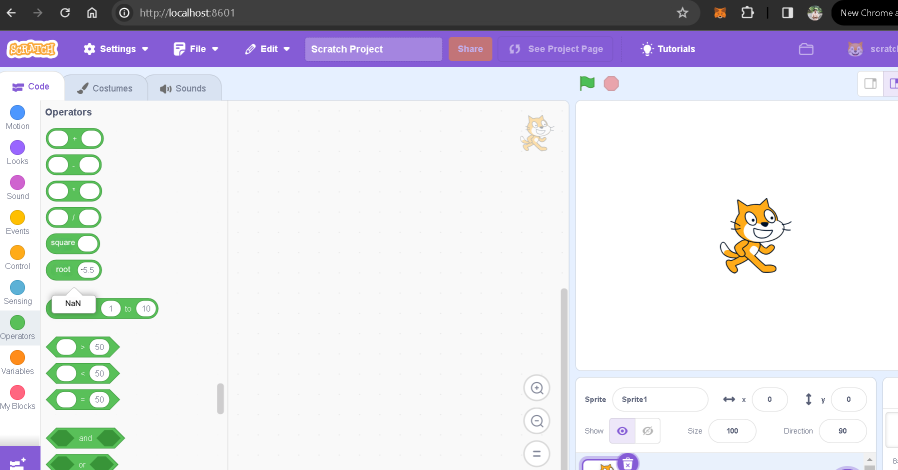 http://localhost:8601
New Chrome a
SCRATCH
Settings
File
Edit
Scratch Project
Share
See Project Page
Tutorials
scratch
Code
Costumes
Sounds
Motion
Looks
Sound
Events
Control
Sensing
Operators
Variables
My Blocks
Operators
+
-
*
/
square
root -5.5
NaN
1 to 10
> 50
< 50
= 50
and
or
Sprite
Sprite1
x
0
y
0
Show
Size
100
Direction
90